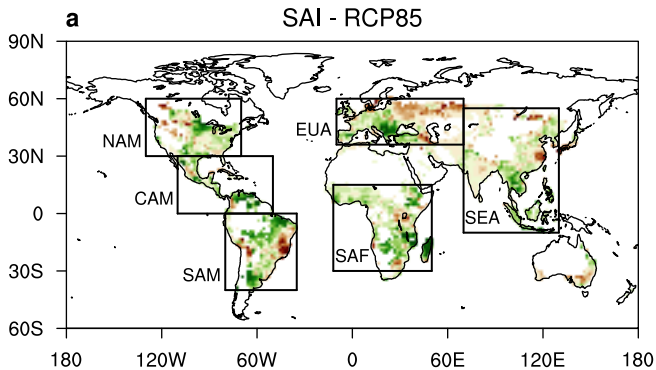 a SAI - RCP85
90N
60N
30N
0
30S
60S
NAM
CAM
SAM
EUA
SAF
SEA
180 120W 60W 0 60E 120E 180